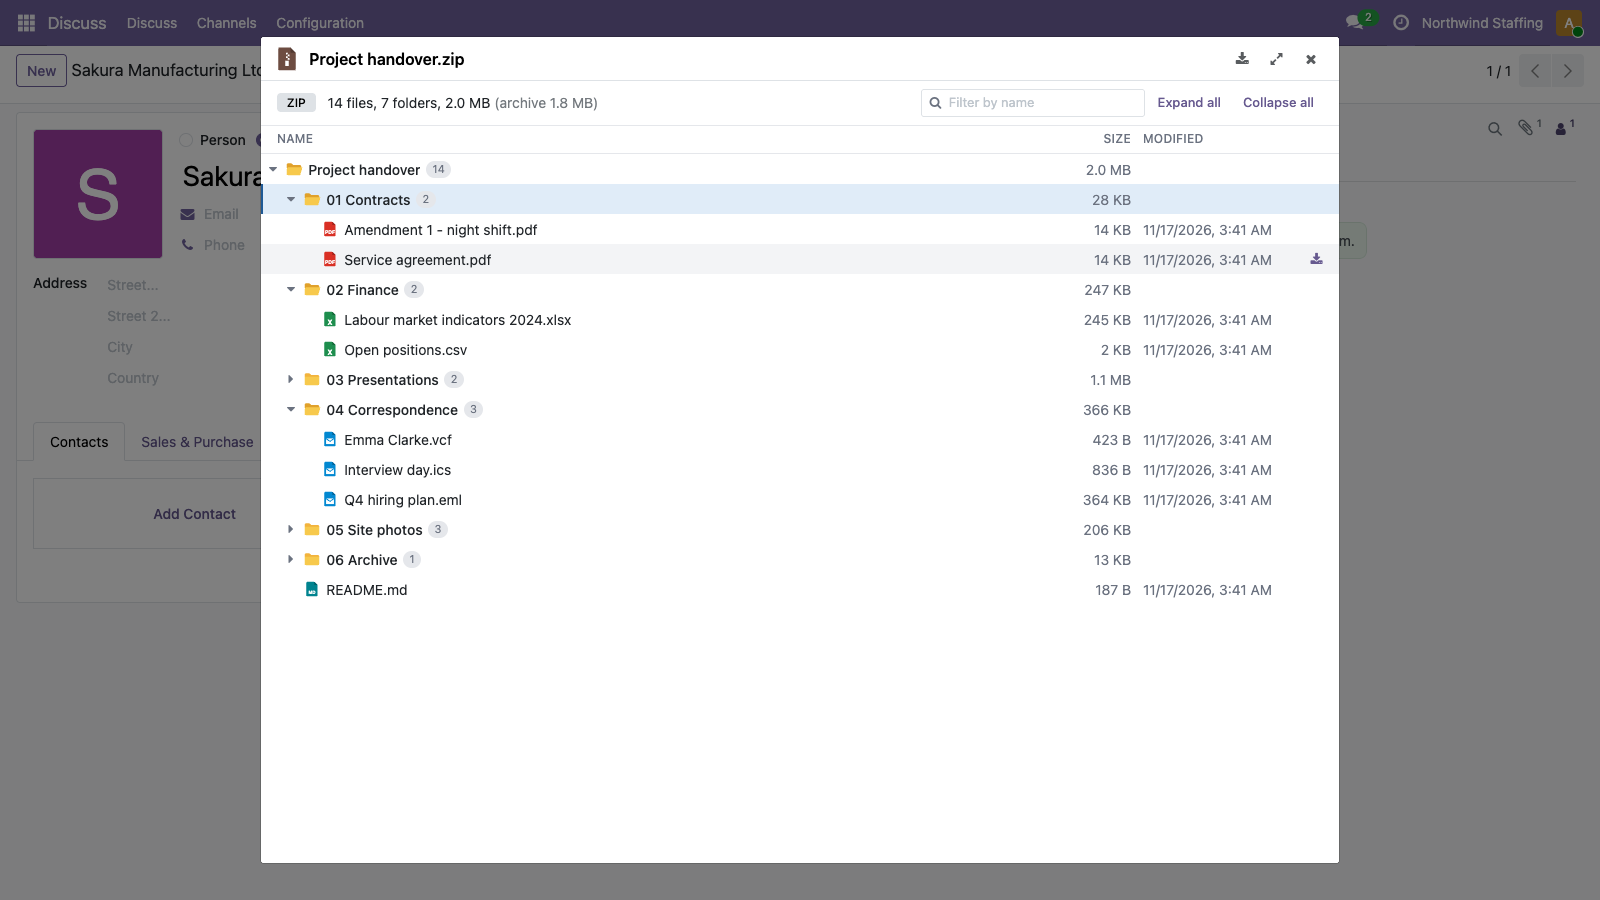 Discuss Discuss Channels Configuration 2 Northwind Staffing A
Project handover.zip
New Sakura Manufacturing Ltd 1 / 1
ZIP 14 files, 7 folders, 2.0 MB (archive 1.8 MB) Filter by name Expand all Collapse all
1 1
NAME SIZE MODIFIED
S
Person
Project handover 14 2.0 MB
Sakura
01 Contracts 2 28 KB
Email
Amendment 1 - night shift.pdf 14 KB 11/17/2026, 3:41 AM
m.
Phone
Service agreement.pdf 14 KB 11/17/2026, 3:41 AM
Address Street...
02 Finance 2 247 KB
Street 2...
Labour market indicators 2024.xlsx 245 KB 11/17/2026, 3:41 AM
City
Open positions.csv 2 KB 11/17/2026, 3:41 AM
Country
03 Presentations 2 1.1 MB
04 Correspondence 3 366 KB
Contacts Sales & Purchase
Emma Clarke.vcf 423 B 11/17/2026, 3:41 AM
Interview day.ics 836 B 11/17/2026, 3:41 AM
Q4 hiring plan.eml 364 KB 11/17/2026, 3:41 AM
Add Contact
05 Site photos 3 206 KB
06 Archive 1 13 KB
README.md 187 B 11/17/2026, 3:41 AM